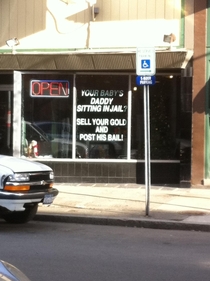 OPEN
YOUR BABY'S
DADDY
SITTING IN JAIL?
SELL YOUR GOLD
AND
POST HIS BAIL!